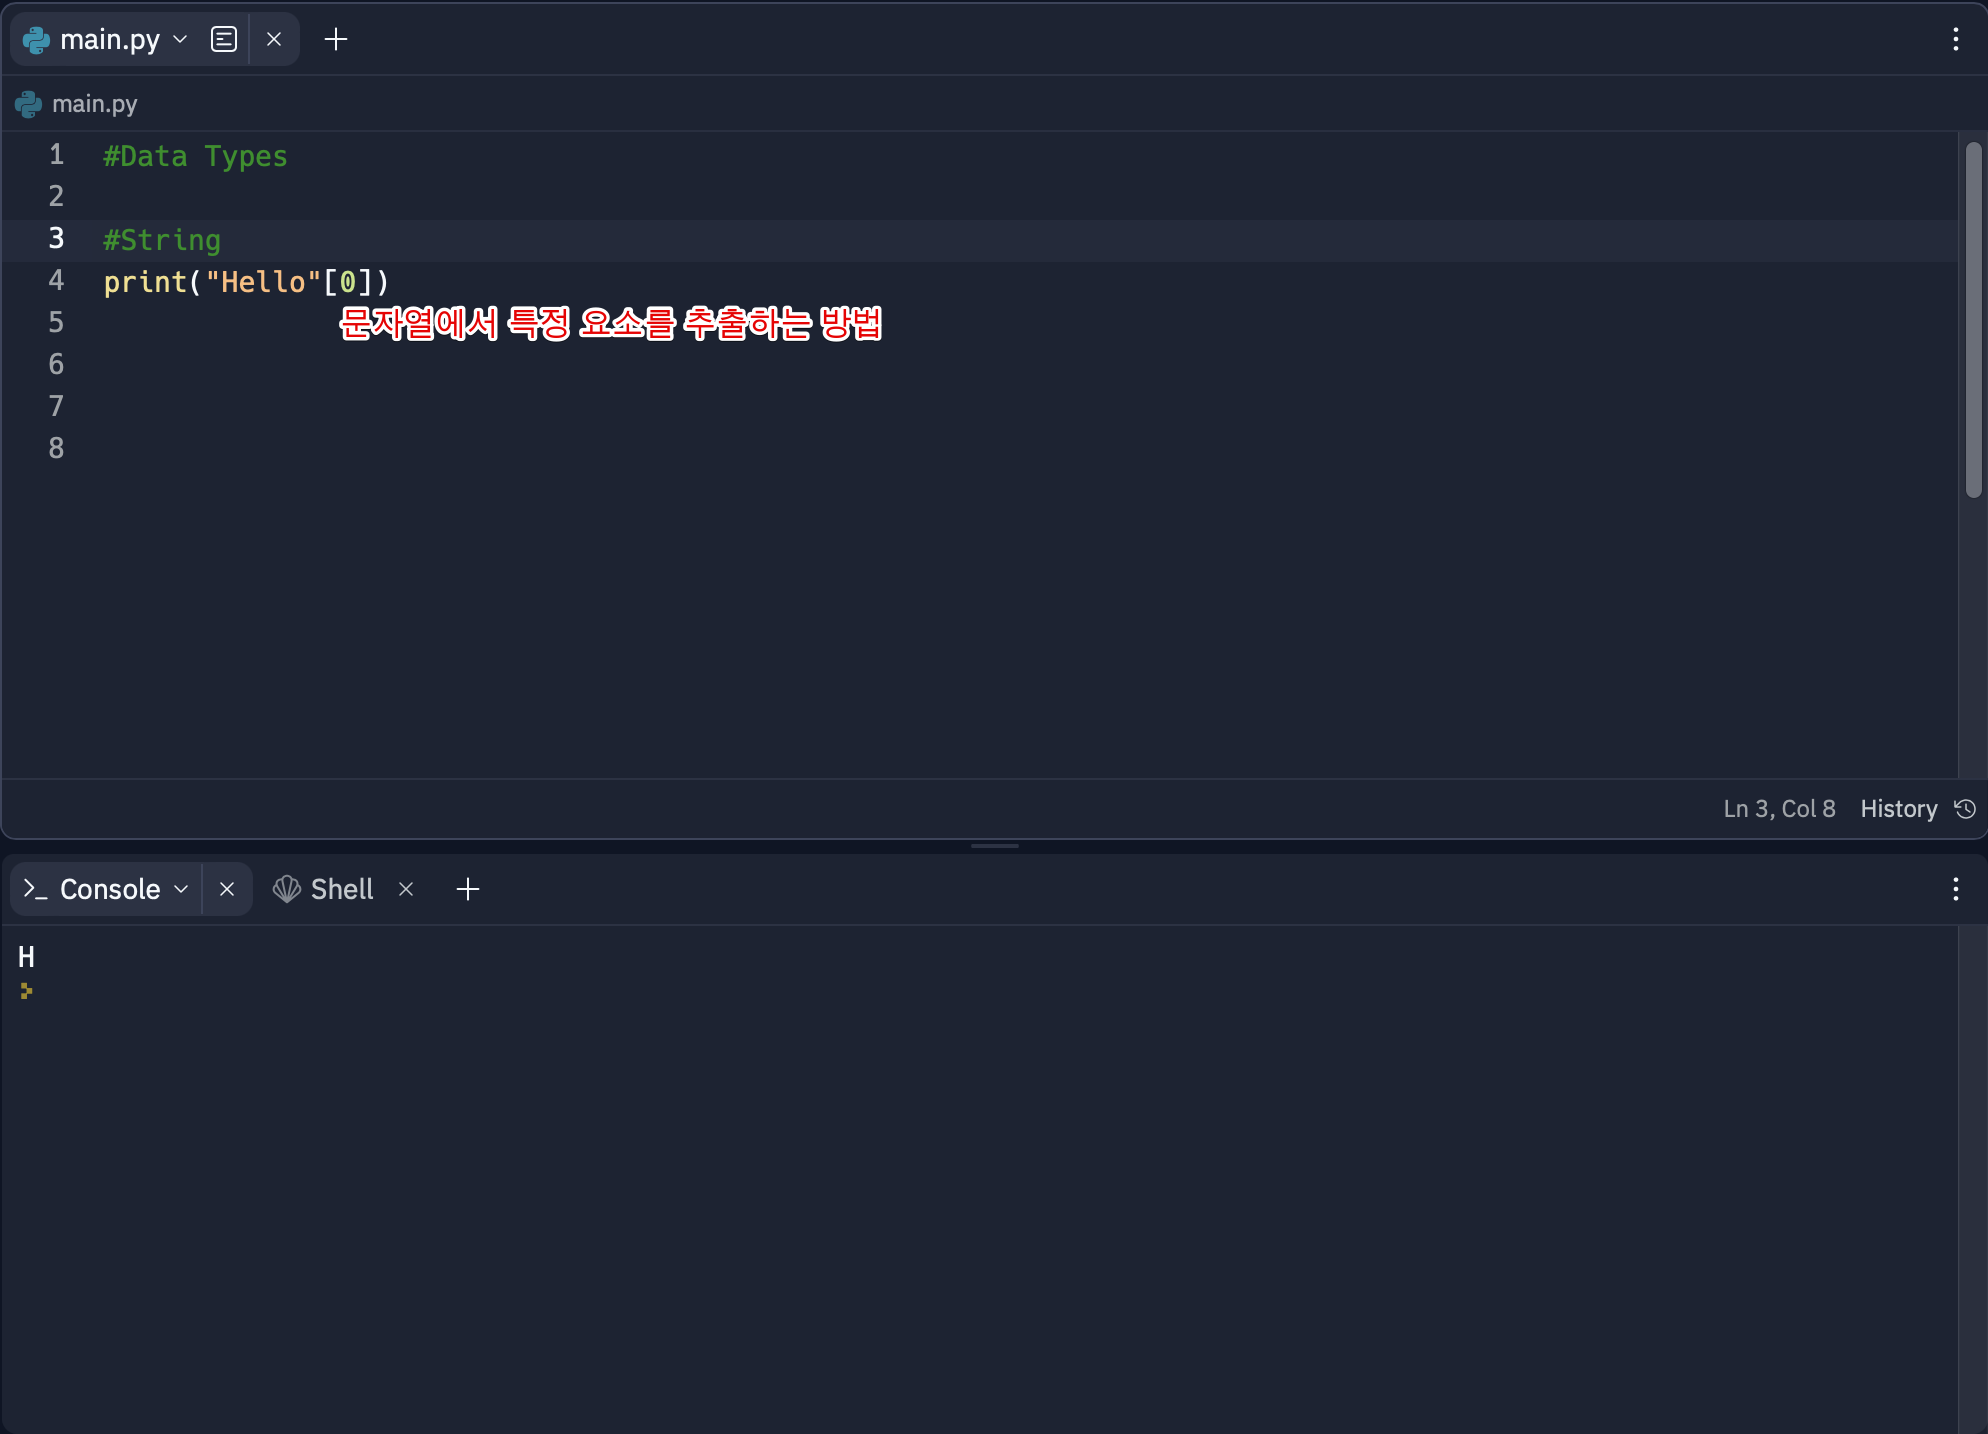 main.py
main.py
1 #Data Types
2
3 #String
4 print("Hello"[0])
5 문자열에서 특정 요소를 추출하는 방법
6
7
8
Ln 3, Col 8 History
Console Shell
H